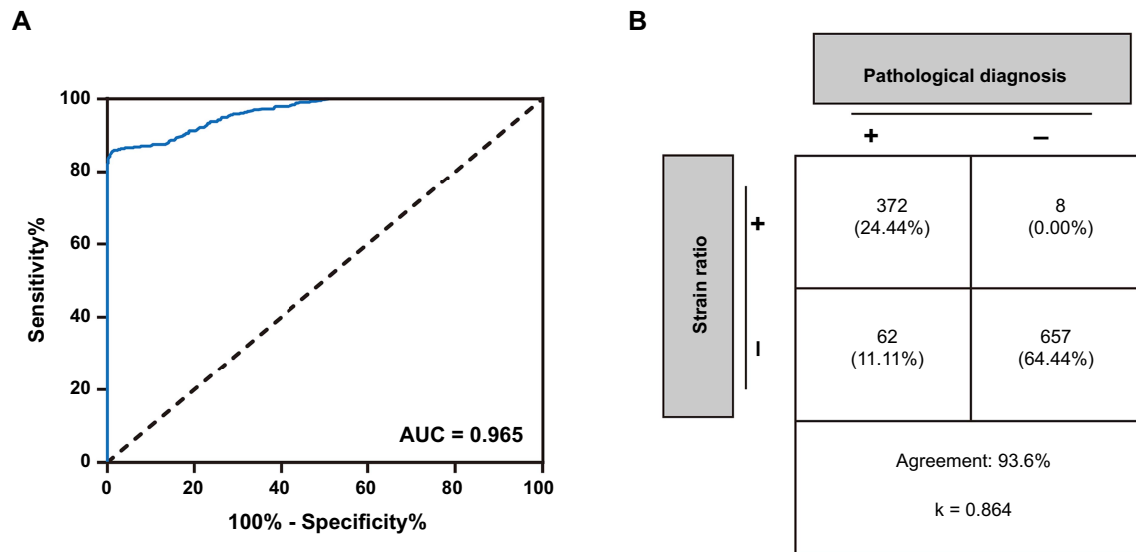 A
100
80
60
40
20
0
Sensitivity%
0 20 40 60 80 100
100% - Specificity%
AUC = 0.965
B
Pathological diagnosis
+ –
Strain ratio
+
–
372
(24.44%)
8
(0.00%)
62
(11.11%)
657
(64.44%)
Agreement: 93.6%
k = 0.864